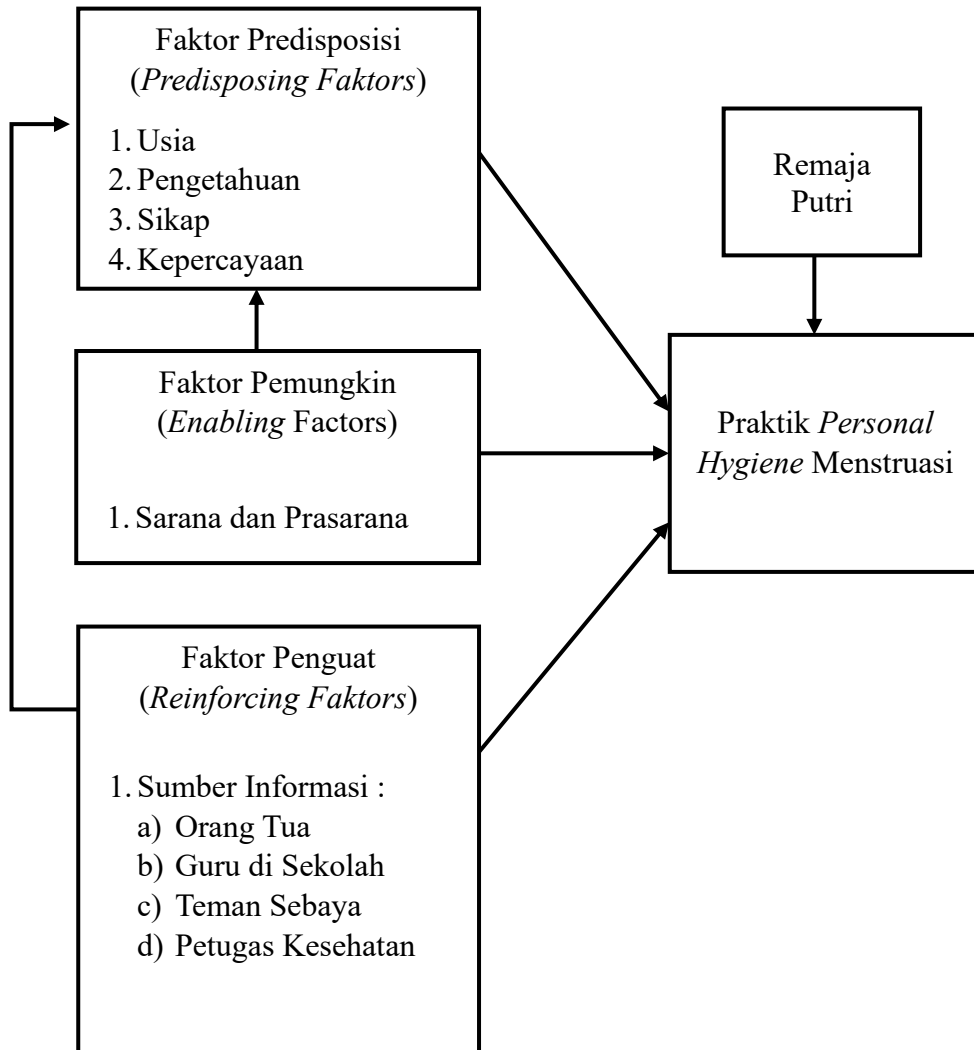 Faktor Predisposisi
(Predisposing Faktors)
1. Usia
2. Pengetahuan
3. Sikap
4. Kepercayaan
Remaja
Putri
Faktor Pemungkin
(Enabling Factors)
1. Sarana dan Prasarana
Praktik Personal
Hygiene Menstruasi
Faktor Penguat
(Reinforcing Faktors)
1. Sumber Informasi :
a) Orang Tua
b) Guru di Sekolah
c) Teman Sebaya
d) Petugas Kesehatan